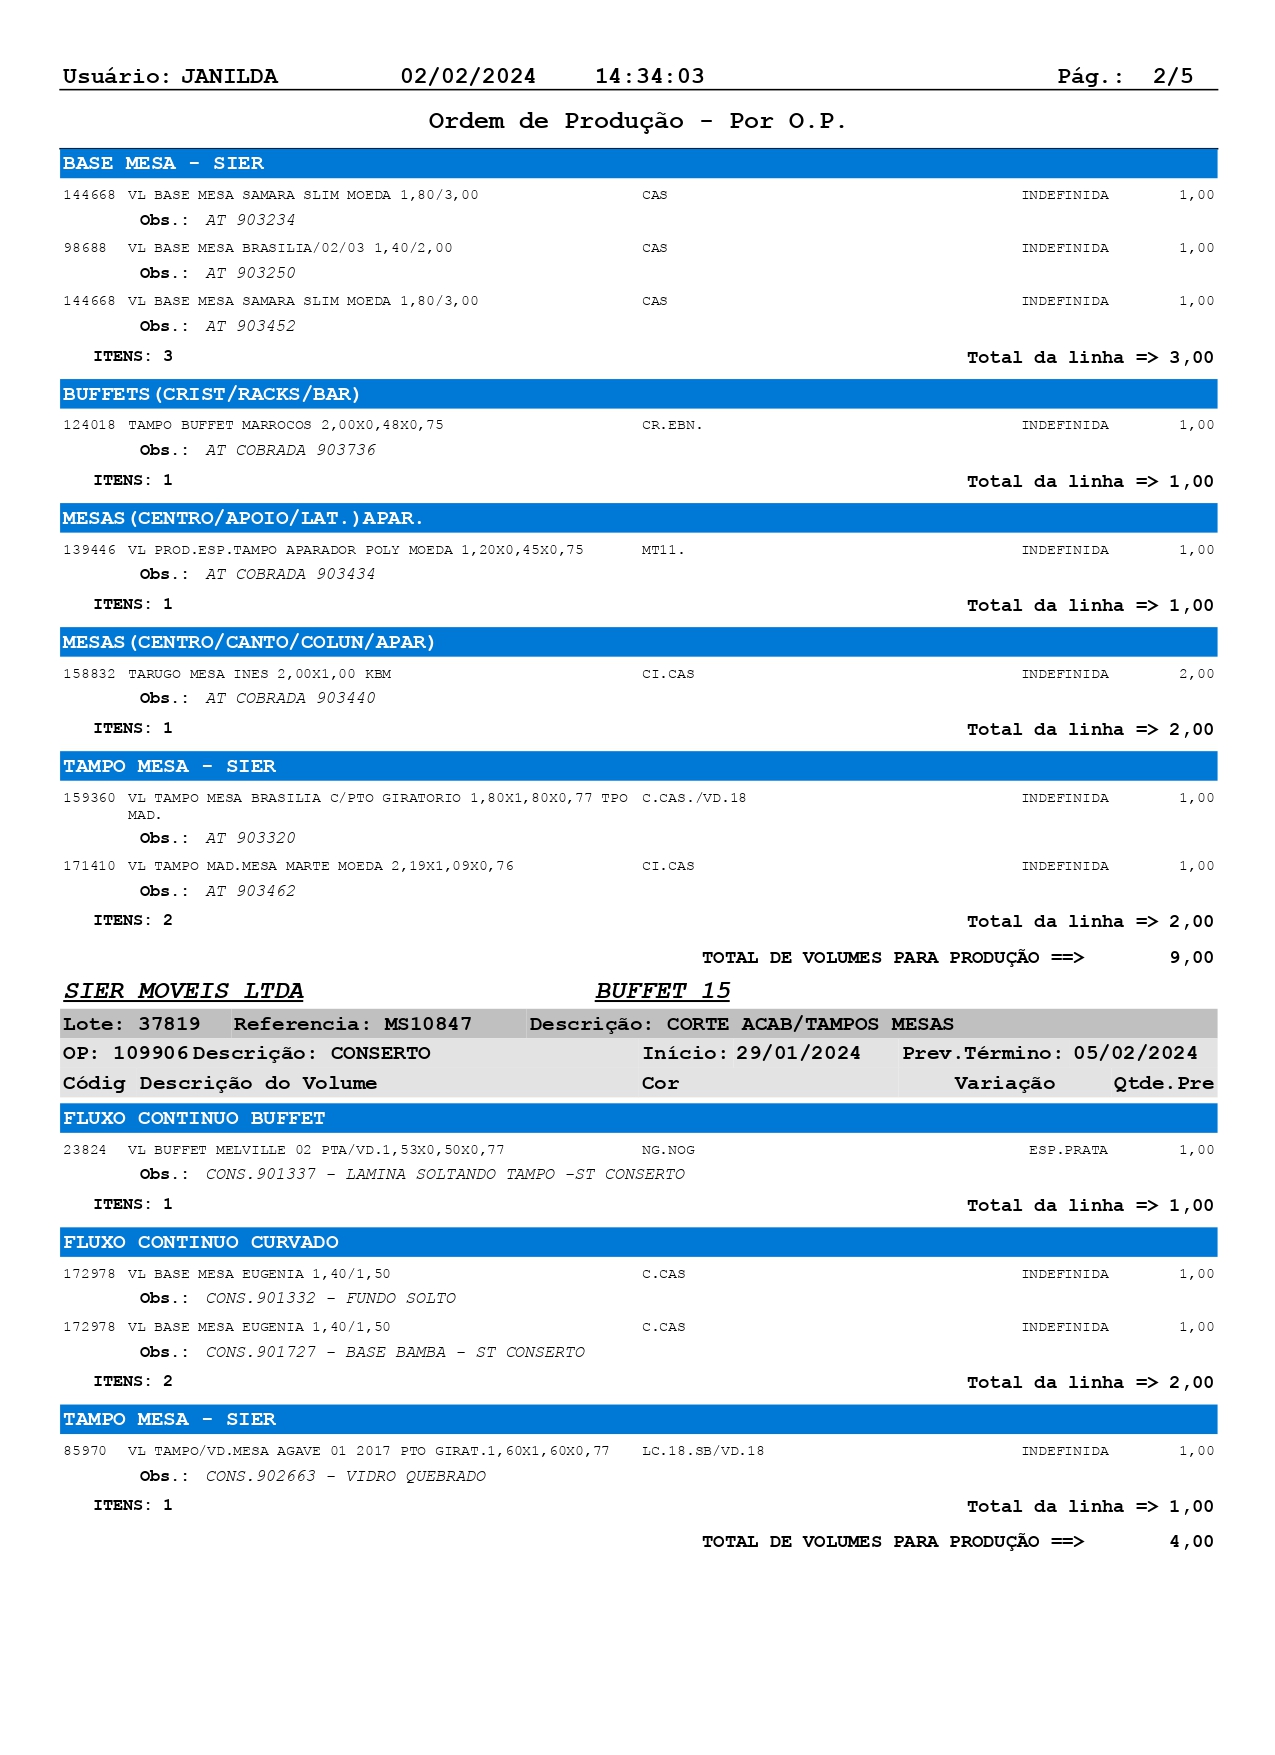 Usuário: JANILDA 02/02/2024 14:34:03 Pág.: 2/5
Ordem de Produção - Por O.P.
BASE MESA - SIER
144668 VL BASE MESA SAMARA SLIM MOEDA 1,80/3,00 CAS INDEFINIDA 1,00
Obs.: AT 903234
98688 VL BASE MESA BRASILIA/02/03 1,40/2,00 CAS INDEFINIDA 1,00
Obs.: AT 903250
144668 VL BASE MESA SAMARA SLIM MOEDA 1,80/3,00 CAS INDEFINIDA 1,00
Obs.: AT 903452
ITENS: 3 Total da linha => 3,00
BUFFETS(CRIST/RACKS/BAR)
124018 TAMPO BUFFET MARROCOS 2,00X0,48X0,75 CR.EBN. INDEFINIDA 1,00
Obs.: AT COBRADA 903736
ITENS: 1 Total da linha => 1,00
MESAS(CENTRO/APOIO/LAT.)APAR.
139446 VL PROD.ESP.TAMPO APARADOR POLY MOEDA 1,20X0,45X0,75 MT11. INDEFINIDA 1,00
Obs.: AT COBRADA 903434
ITENS: 1 Total da linha => 1,00
MESAS(CENTRO/CANTO/COLUN/APAR)
158832 TARUGO MESA INES 2,00X1,00 KBM CI.CAS INDEFINIDA 2,00
Obs.: AT COBRADA 903440
ITENS: 1 Total da linha => 2,00
TAMPO MESA - SIER
159360 VL TAMPO MESA BRASILIA C/PTO GIRATORIO 1,80X1,80X0,77 TPO C.CAS./VD.18 INDEFINIDA 1,00
MAD.
Obs.: AT 903320
171410 VL TAMPO MAD.MESA MARTE MOEDA 2,19X1,09X0,76 CI.CAS INDEFINIDA 1,00
Obs.: AT 903462
ITENS: 2 Total da linha => 2,00
TOTAL DE VOLUMES PARA PRODUÇÃO ==> 9,00
SIER MOVEIS LTDA BUFFET 15
Lote: 37819 Referencia: MS10847 Descrição: CORTE ACAB/TAMPOS MESAS
OP: 109906 Descrição: CONSERTO Início: 29/01/2024 Prev.Término: 05/02/2024
Códig Descrição do Volume Cor Variação Qtde.Pre
FLUXO CONTINUO BUFFET
23824 VL BUFFET MELVILLE 02 PTA/VD.1,53X0,50X0,77 NG.NOG ESP.PRATA 1,00
Obs.: CONS.901337 - LAMINA SOLTANDO TAMPO -ST CONSERTO
ITENS: 1 Total da linha => 1,00
FLUXO CONTINUO CURVADO
172978 VL BASE MESA EUGENIA 1,40/1,50 C.CAS INDEFINIDA 1,00
Obs.: CONS.901332 - FUNDO SOLTO
172978 VL BASE MESA EUGENIA 1,40/1,50 C.CAS INDEFINIDA 1,00
Obs.: CONS.901727 - BASE BAMBA - ST CONSERTO
ITENS: 2 Total da linha => 2,00
TAMPO MESA - SIER
85970 VL TAMPO/VD.MESA AGAVE 01 2017 PTO GIRAT.1,60X1,60X0,77 LC.18.SB/VD.18 INDEFINIDA 1,00
Obs.: CONS.902663 - VIDRO QUEBRADO
ITENS: 1 Total da linha => 1,00
TOTAL DE VOLUMES PARA PRODUÇÃO ==> 4,00